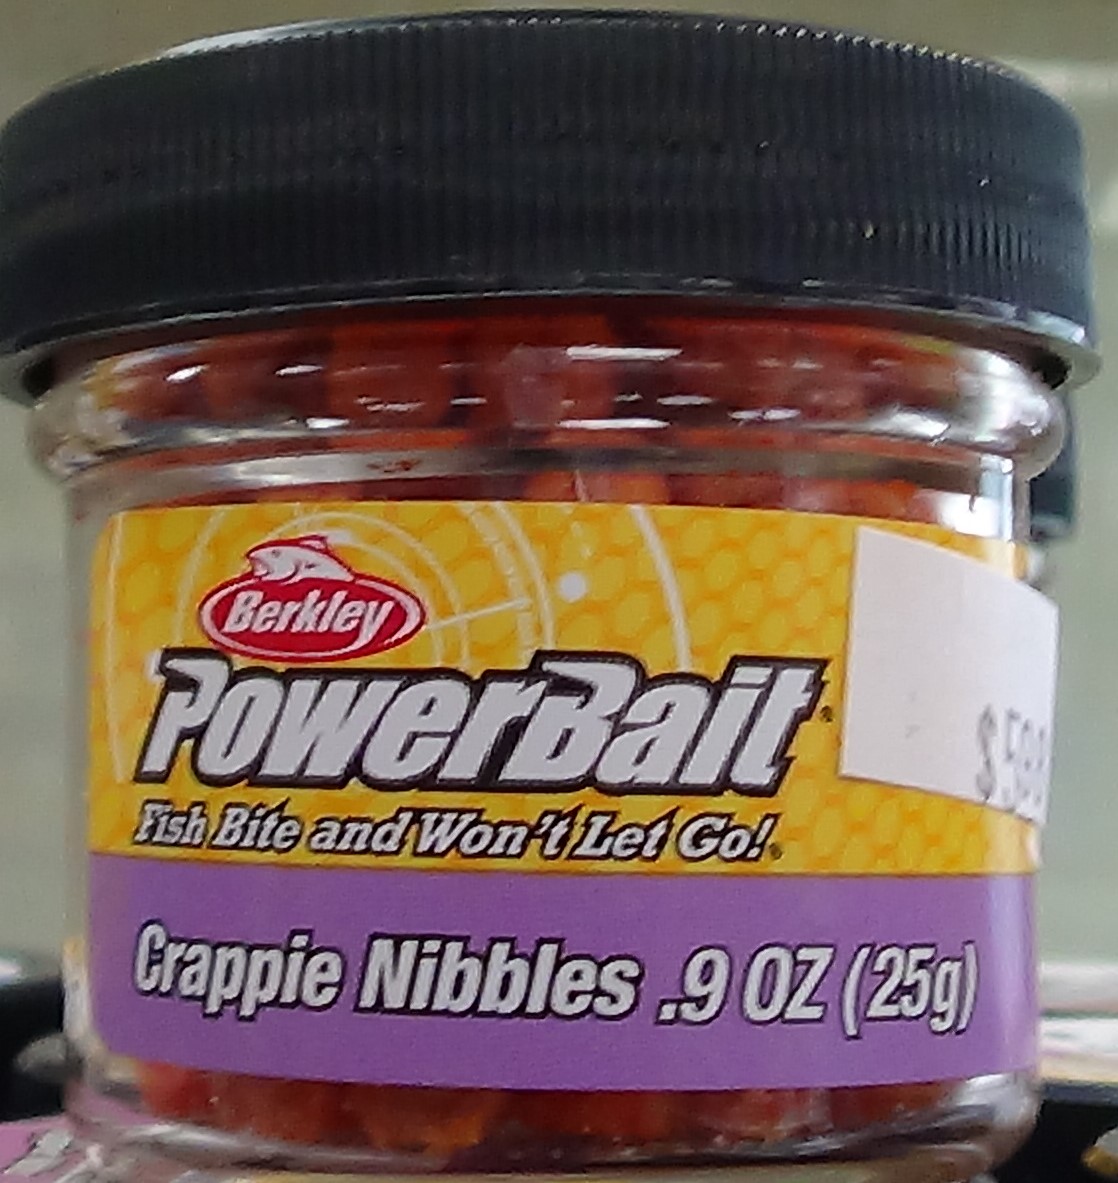 Berkley
PowerBait
Fish Bite and Won't Let Go!
Crappie Nibbles .9 OZ (25g)